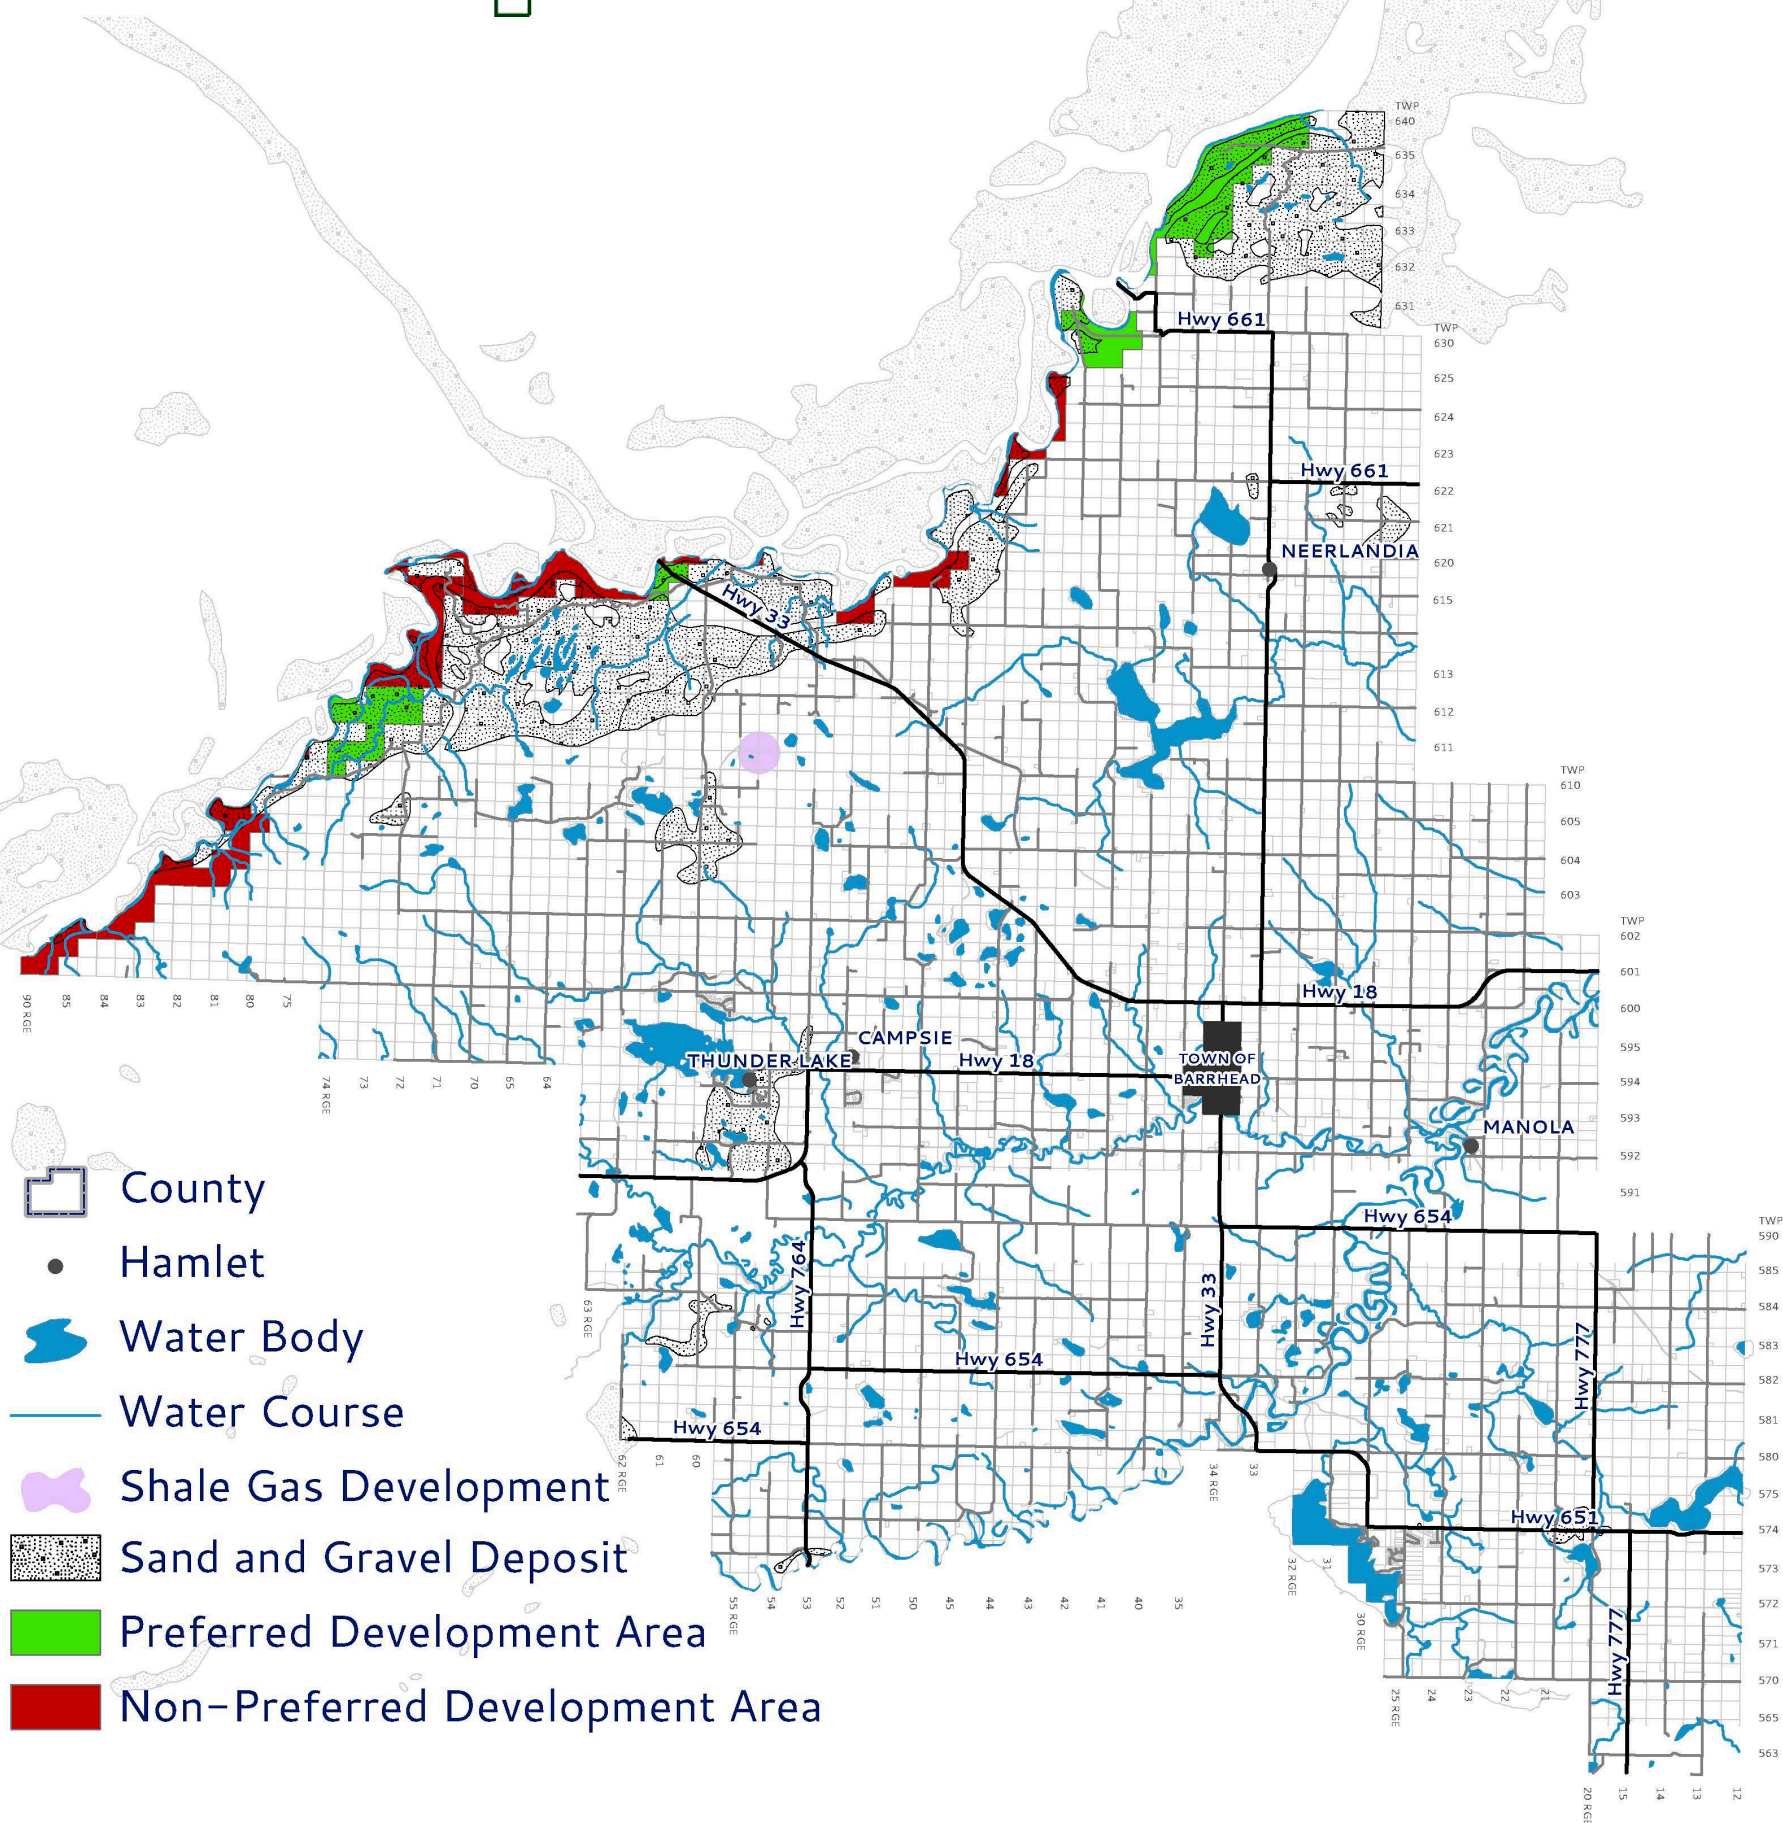 TWP
640
635
634
633
632
631
Hwy 661
TWP
630
625
624
623
Hwy 661
622
621
NEERLANDIA
620
Hwy 33
615
613
612
611
TWP
610
605
604
603
TWP
602
601
Hwy 18
600
90 RGE
85
84
83
82
81
80
75
CAMPSIE
595
THUNDER LAKE
Hwy 18
TOWN OF
BARRHEAD
594
74 RGE
73
72
71
70
65
64
593
MANOLA
592
591
County
Hwy 654
TWP
590
Hamlet
Hwy 764
585
63 RGE
Hwy 33
584
Water Body
Hwy 777
583
Hwy 654
582
Water Course
Hwy 654
581
62 RGE
61
60
34 RGE
33
580
Shale Gas Development
575
Hwy 651
574
Sand and Gravel Deposit
32 RGE
31
573
55 RGE
54
53
52
51
50
45
44
43
42
41
40
35
572
Preferred Development Area
30 RGE
Hwy 777
571
570
25 RGE
24
23
22
21
Non-Preferred Development Area
565
563
20 RGE
15
14
13
12